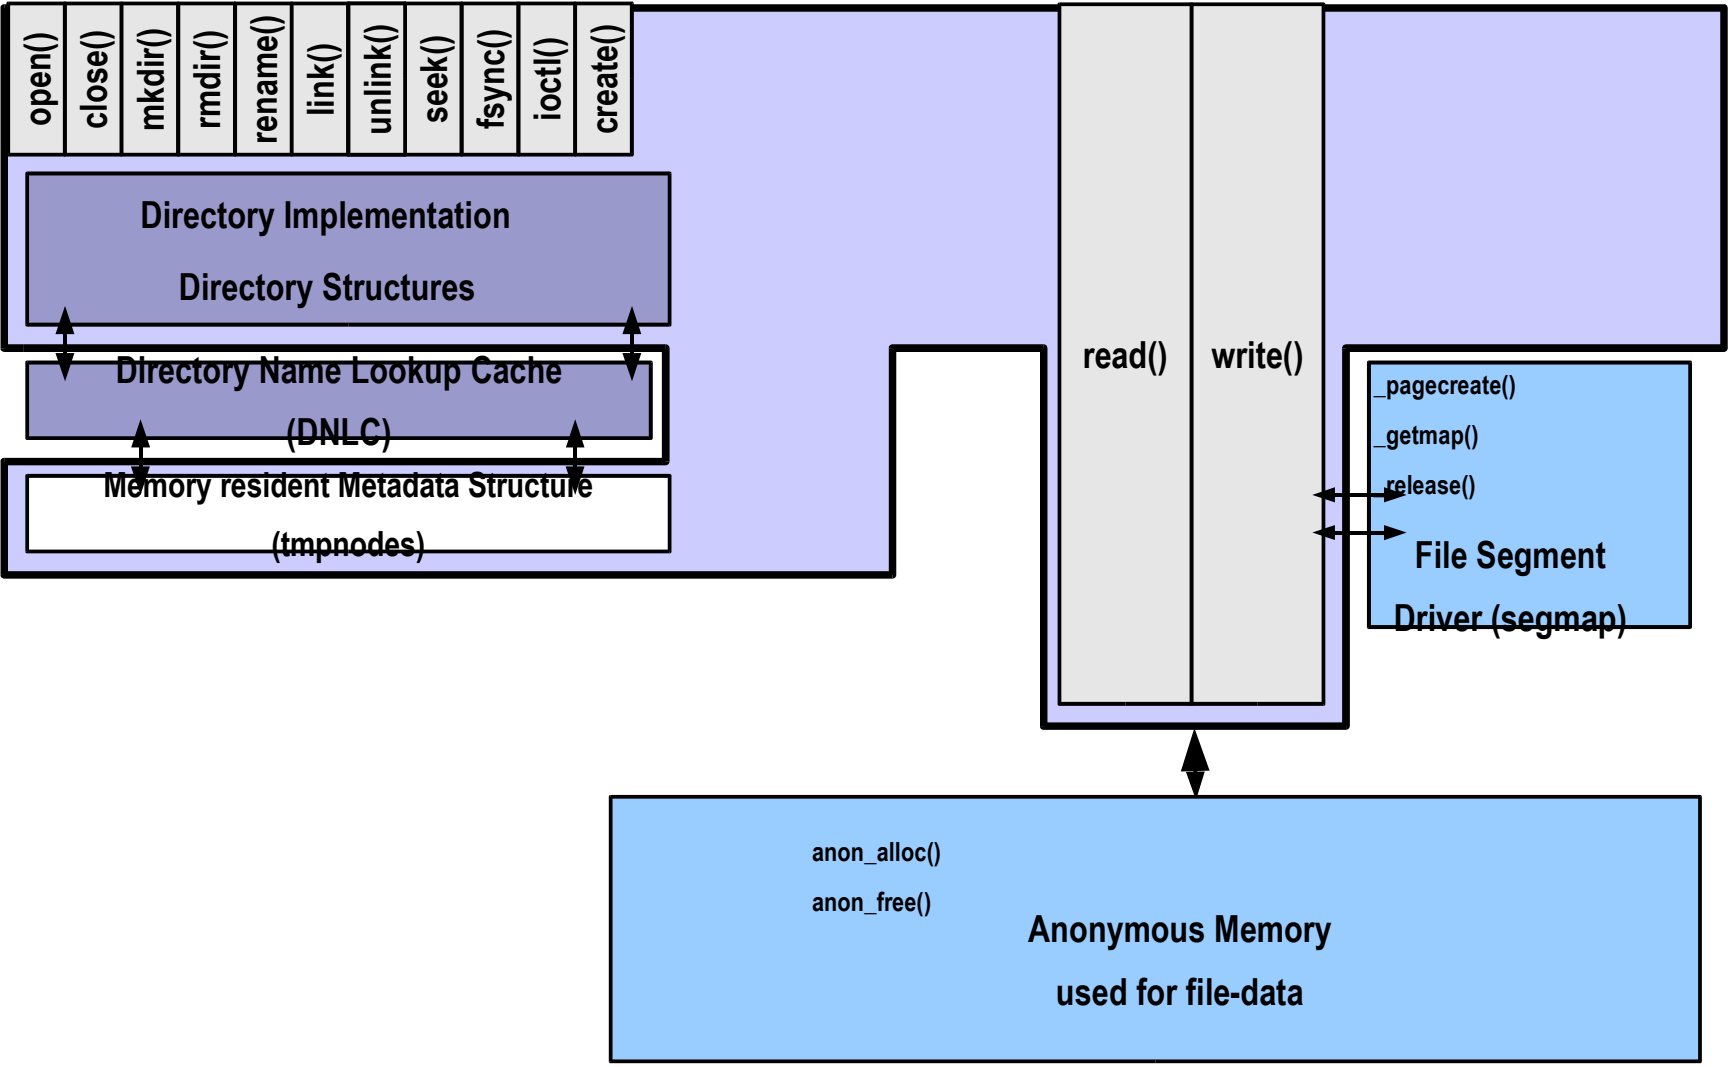 open()
close()
mkdir()
rmdir()
rename()
link()
unlink()
seek()
fsync()
ioctl()
create()
Directory Implementation
Directory Structures
Directory Name Lookup Cache
(DNLC)
Memory resident Metadata Structure
(tmpnodes)
read()
write()
_pagecreate()
_getmap()
_release()
File Segment
Driver (segmap)
anon_alloc()
anon_free()
Anonymous Memory
used for file-data